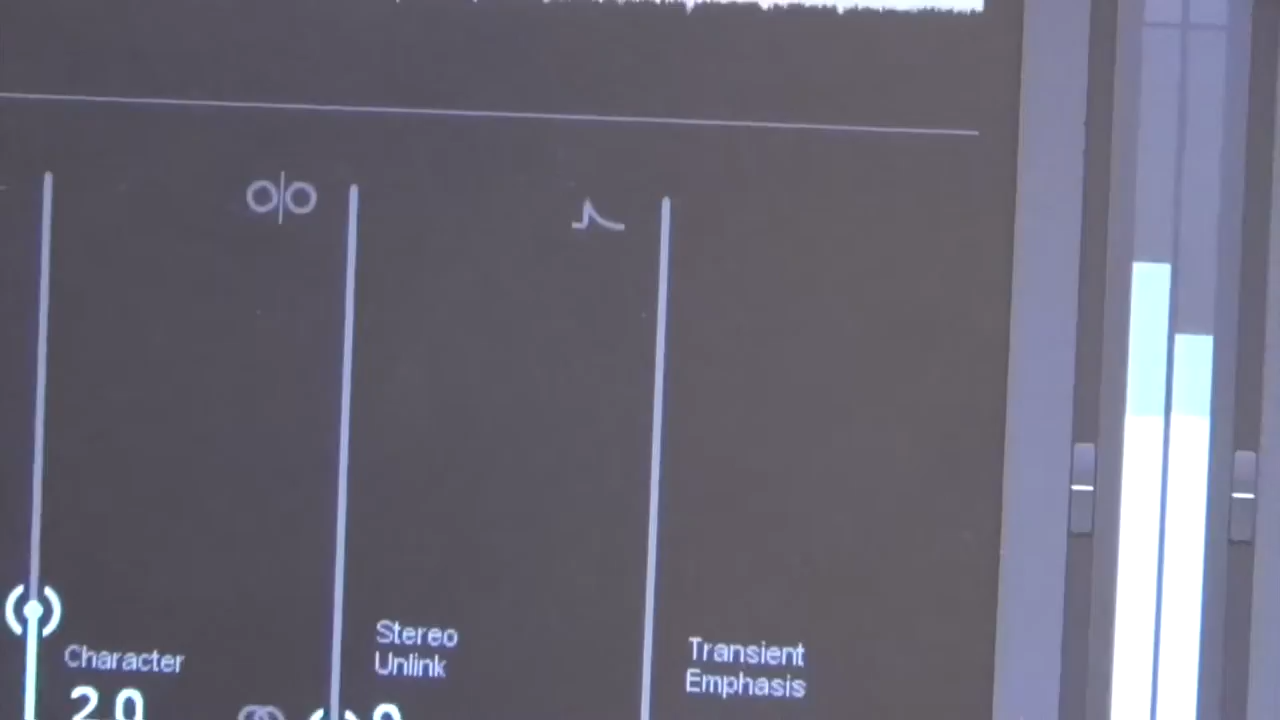 Character
2.0
Stereo
Unlink
Transient
Emphasis